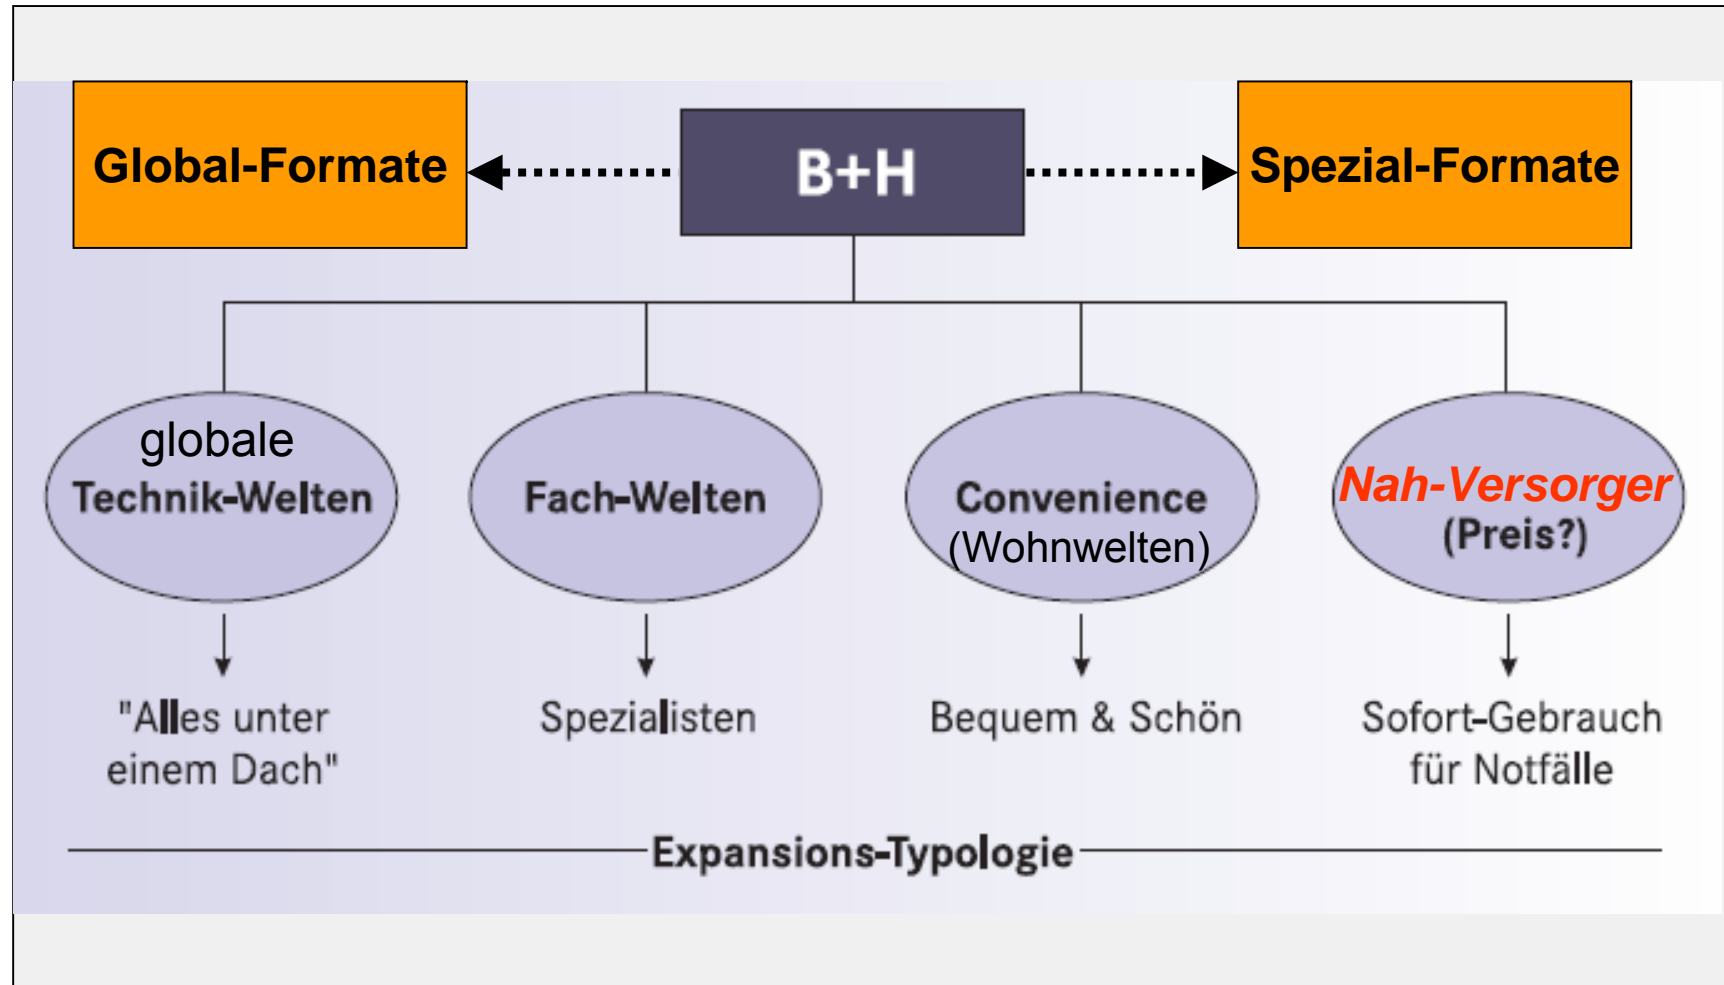 Global-Formate
B+H
Spezial-Formate
globale
Technik-Welten
Fach-Welten
Convenience
(Wohnwelten)
Nah-Versorger
(Preis?)
"Alles unter
einem Dach"
Spezialisten
Bequem & Schön
Sofort-Gebrauch
für Notfälle
Expansions-Typologie